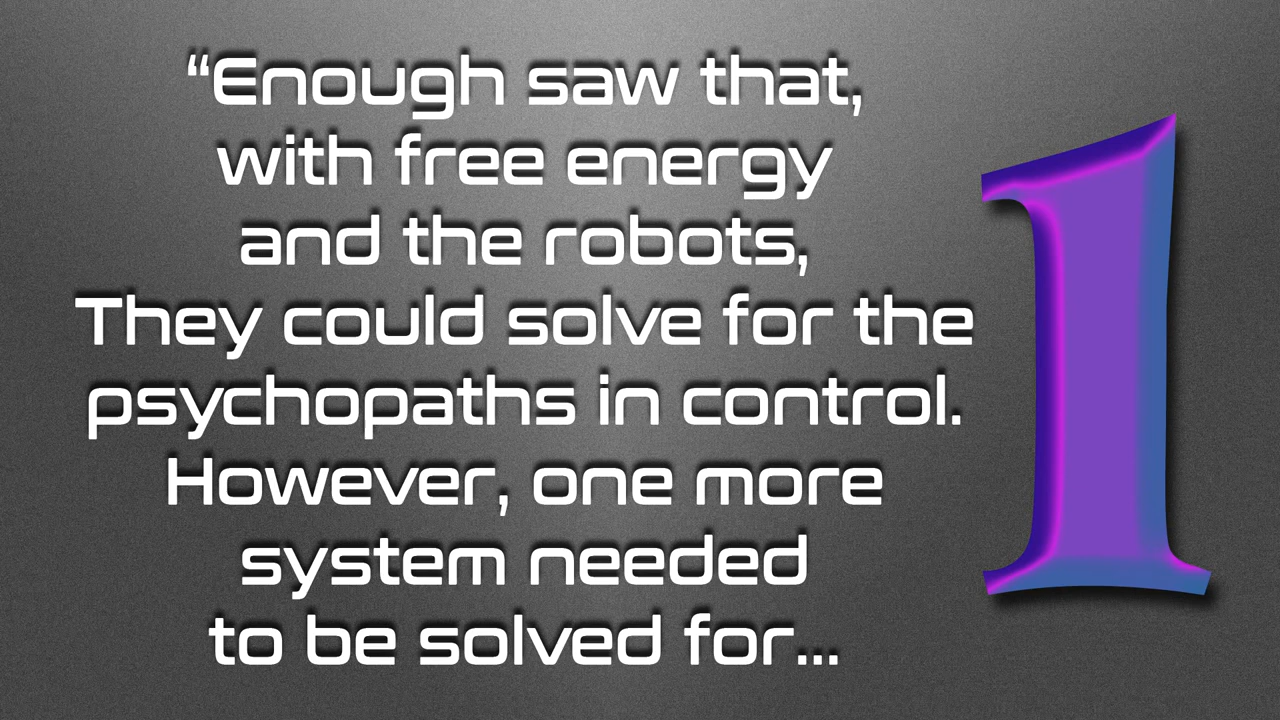 “Enough saw that,
with free energy
and the robots,
They could solve for the
psychopaths in control.
However, one more
system needed
to be solved for...
1